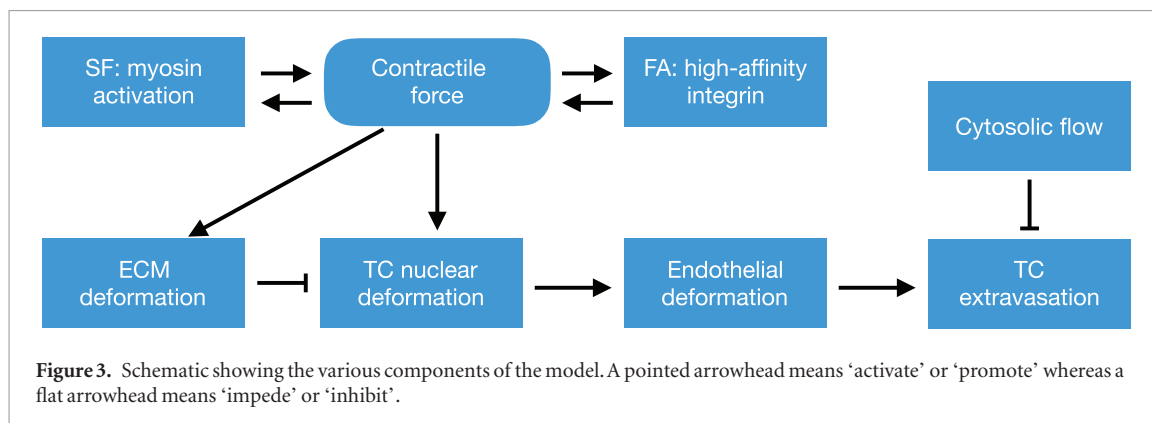 SF: myosin
activation
Contractile
force
FA: high-affinity
integrin
Cytosolic flow
ECM
deformation
TC nuclear
deformation
Endothelial
deformation
TC
extravasation
Figure 3. Schematic showing the various components of the model. A pointed arrowhead means ‘activate’ or ‘promote’ whereas a
flat arrowhead means ‘impede’ or ‘inhibit’.